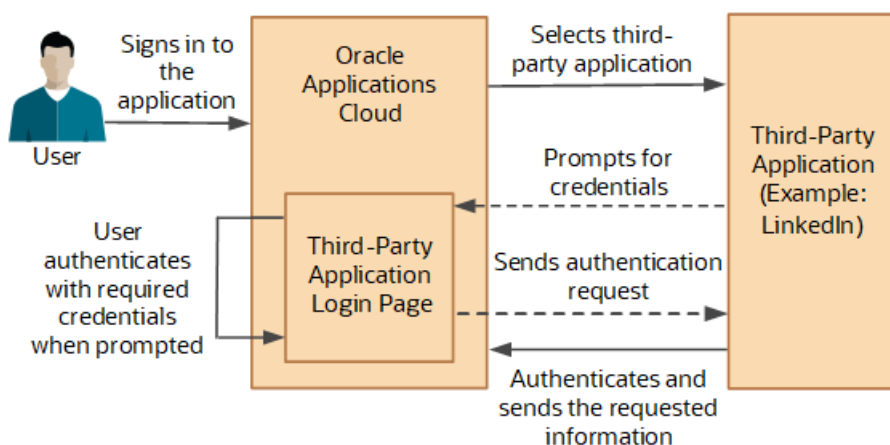 Signs in to
the
application
User
Oracle
Applications
Cloud
Selects third-
party application
Third-Party
Application
(Example:
LinkedIn)
Prompts for
credentials
User
authenticates
with required
credentials
when prompted
Third-Party
Application
Login Page
Sends authentication
request
Authenticates and
sends the requested
information